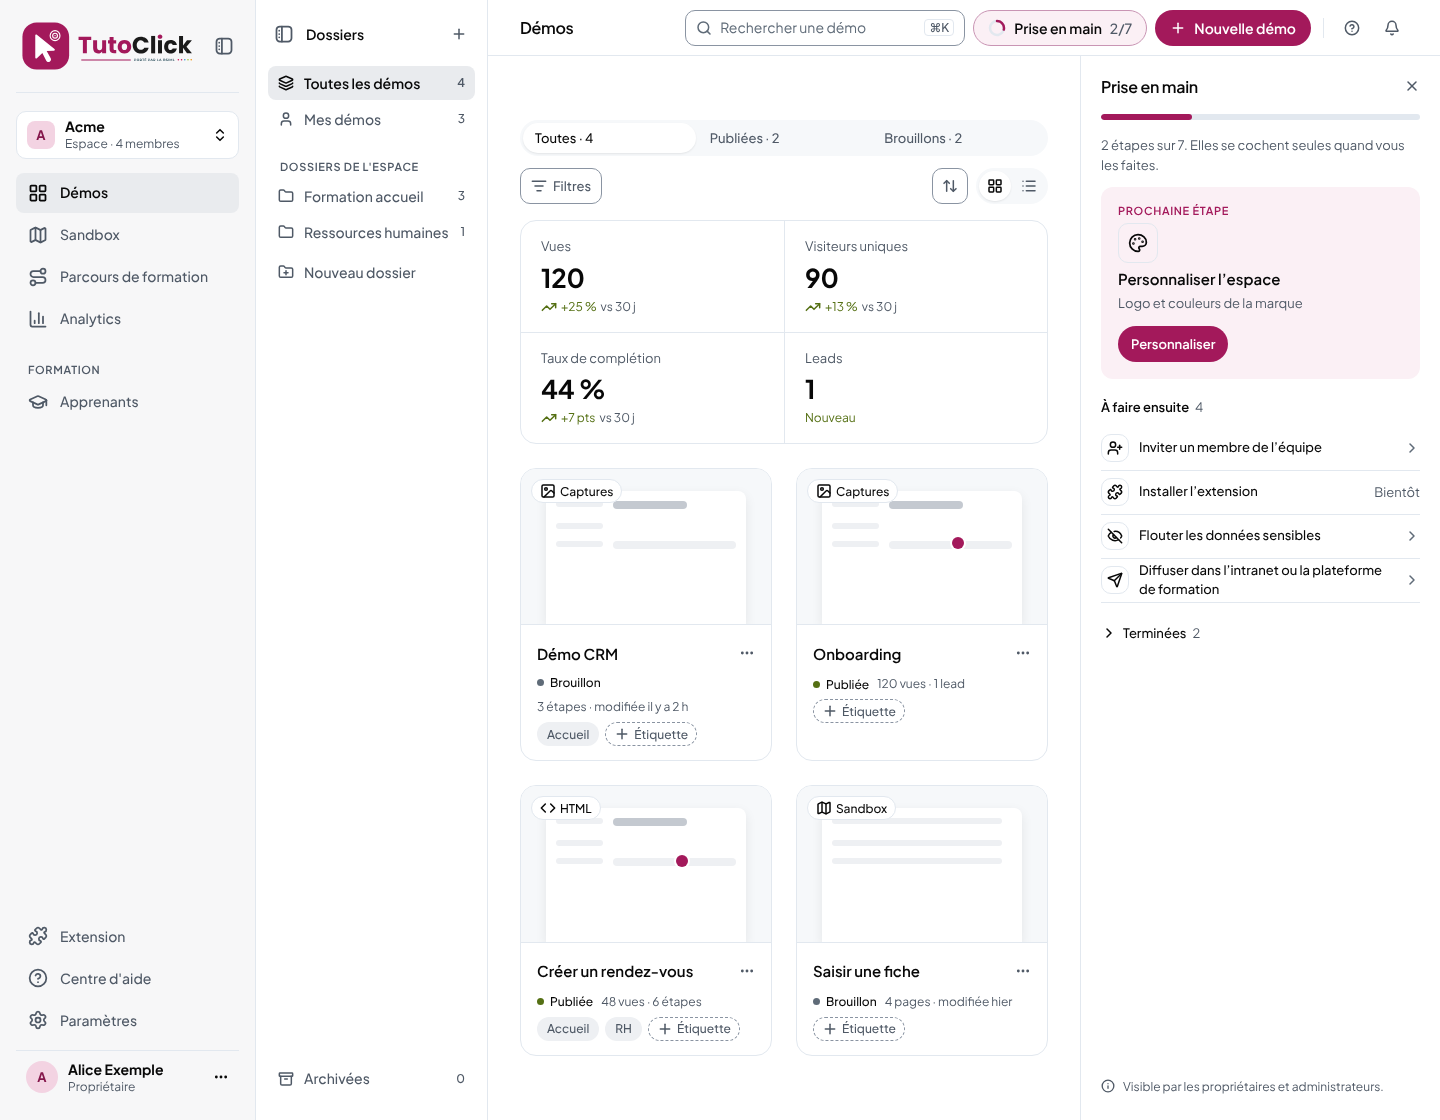 TutoClick
Acme
Espace · 4 membres
Démos
Sandbox
Parcours de formation
Analytics
FORMATION
Apprenants
Extension
Centre d'aide
Paramètres
Alice Exemple
Propriétaire
Dossiers
Toutes les démos 4
Mes démos 3
DOSSIERS DE L'ESPACE
Formation accueil 3
Ressources humaines 1
Nouveau dossier
Archivées 0
Démos
Rechercher une démo ⌘K
Prise en main 2/7
Nouvelle démo
Toutes · 4
Publiées · 2
Brouillons · 2
Filtres
Vues
120
+25 % vs 30 j
Visiteurs uniques
90
+13 % vs 30 j
Taux de complétion
44 %
+7 pts vs 30 j
Leads
1
Nouveau
Captures
Démo CRM
Brouillon
3 étapes · modifiée il y a 2 h
Accueil
Étiquette
Captures
Onboarding
Publiée 120 vues · 1 lead
Étiquette
HTML
Créer un rendez-vous
Publiée 48 vues · 6 étapes
Accueil
RH
Étiquette
Sandbox
Saisir une fiche
Brouillon 4 pages · modifiée hier
Étiquette
Prise en main
2 étapes sur 7. Elles se cochent seules quand vous
les faites.
PROCHAINE ÉTAPE
Personnaliser l’espace
Logo et couleurs de la marque
Personnaliser
À faire ensuite 4
Inviter un membre de l’équipe
Installer l’extension Bientôt
Flouter les données sensibles
Diffuser dans l’intranet ou la plateforme
de formation
Terminées 2
Visible par les propriétaires et administrateurs.
A
A